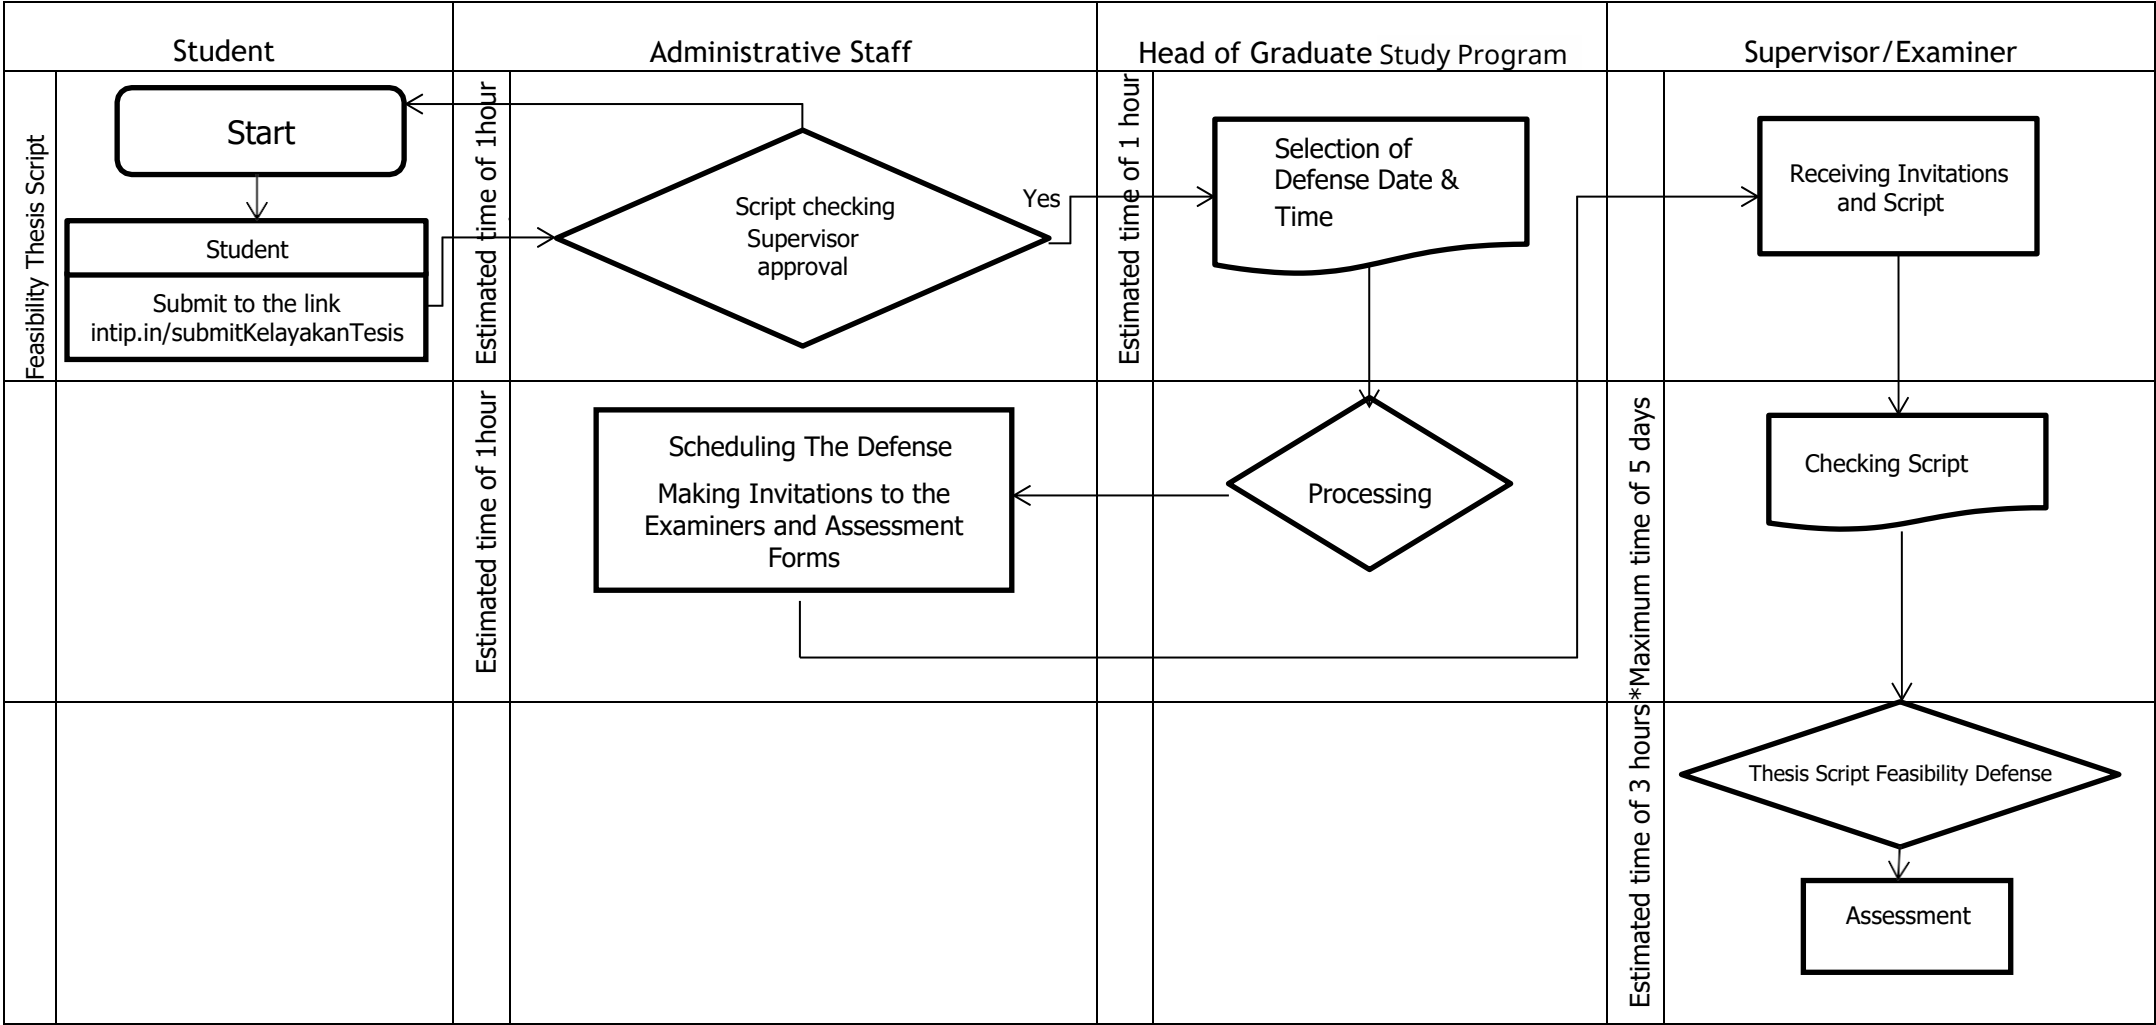 Student
Administrative Staff
Head of Graduate Study Program
Supervisor/Examiner
Feasibility Thesis Script
Start
Student
Submit to the link
intip.in/submitKelayakanTesis
Estimated time of 1hour
Script checking
Supervisor
approval
Yes
Estimated time of 1 hour
Selection of
Defense Date &
Time
Receiving Invitations
and Script
Estimated time of 1hour
Scheduling The Defense
Making Invitations to the
Examiners and Assessment
Forms
Processing
Estimated time of 3 hours*Maximum time of 5 days
Checking Script
Thesis Script Feasibility Defense
Assessment